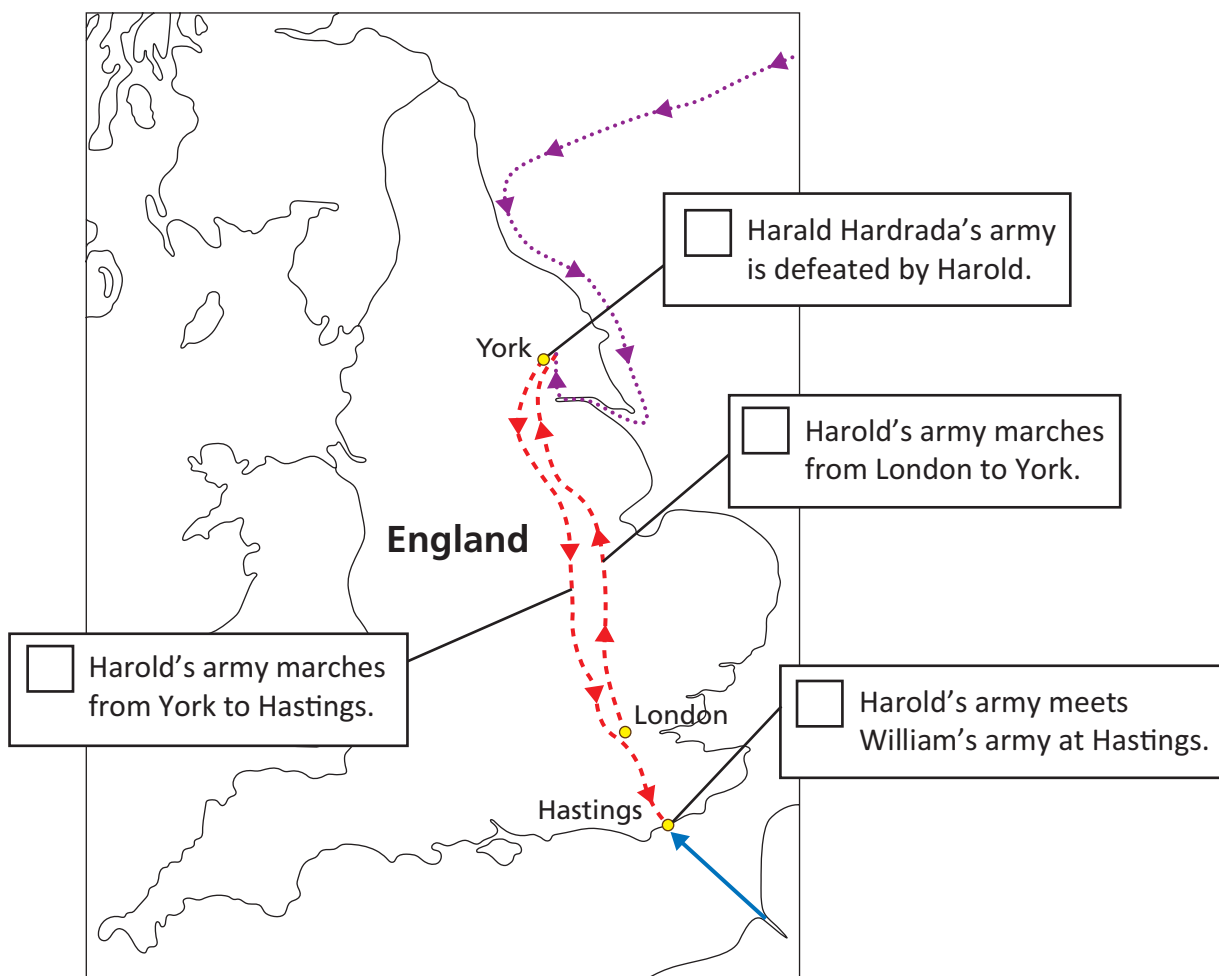 Harald Hardrada’s army
is defeated by Harold.
York
Harold’s army marches
from London to York.
England
Harold’s army marches
from York to Hastings.
London
Harold’s army meets
William’s army at Hastings.
Hastings